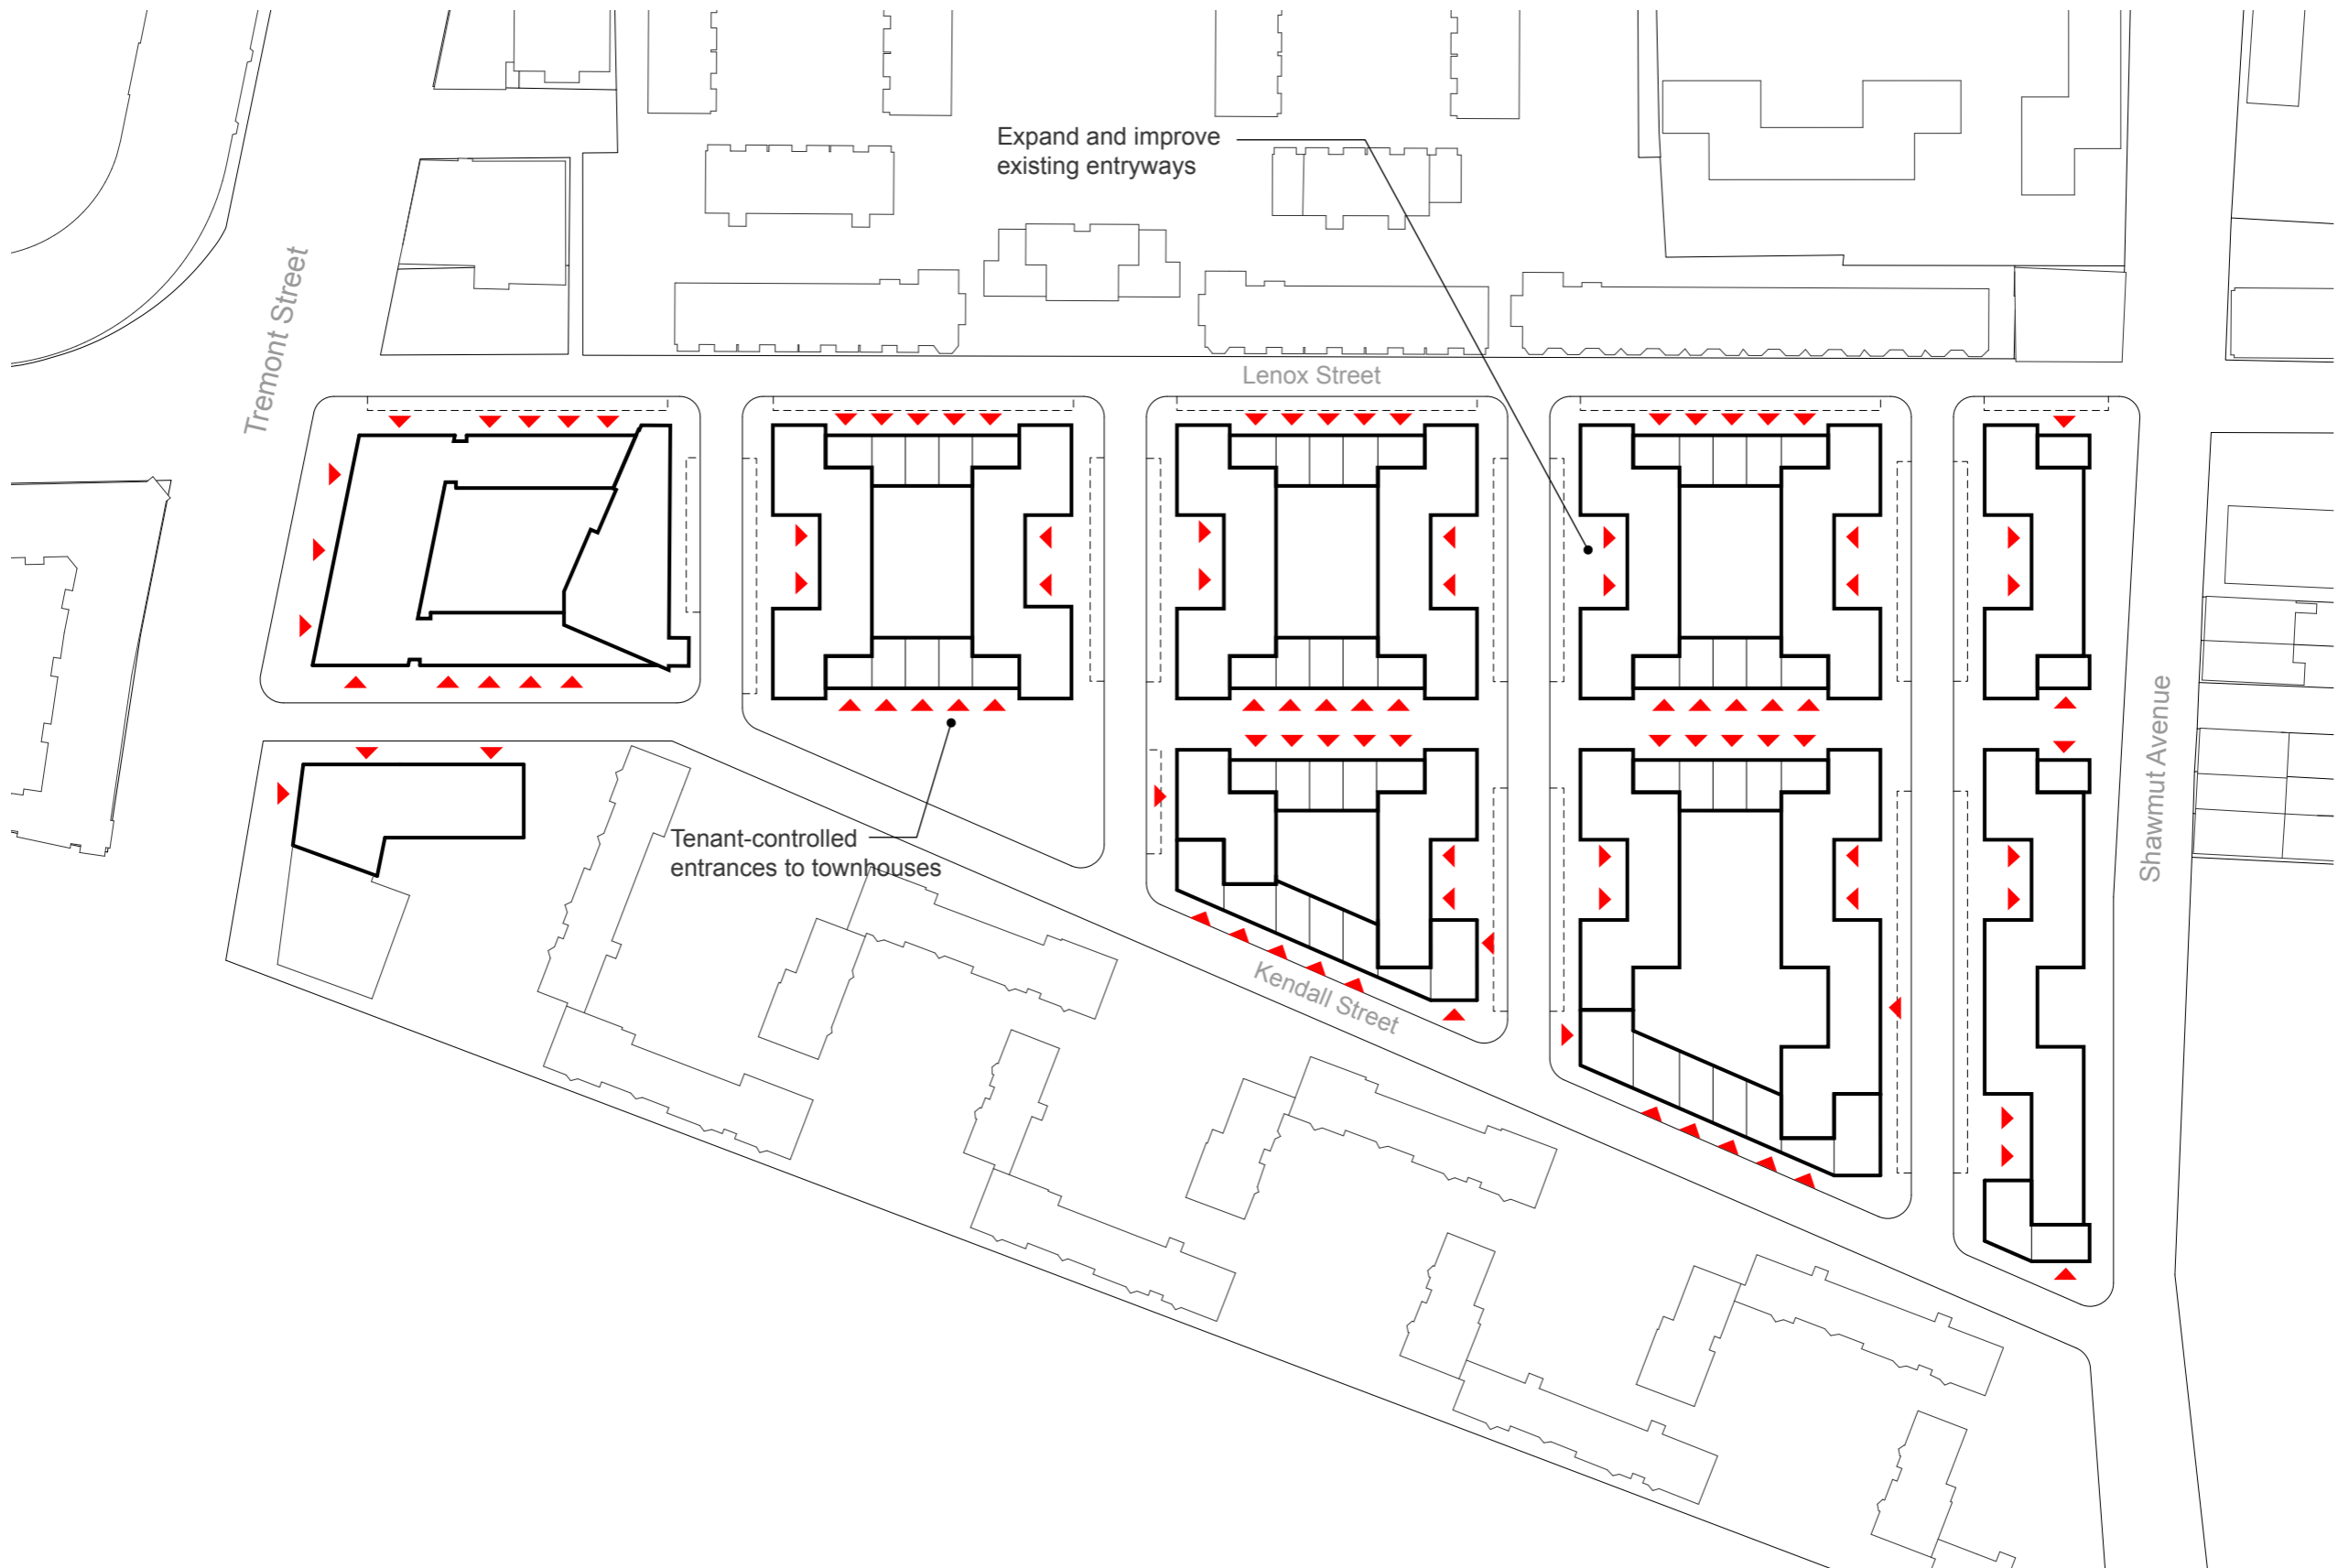 Expand and improve
existing entryways
Tremont Street
Lenox Street
Shawmut Avenue
Tenant-controlled
entrances to townhouses
Kendall Street